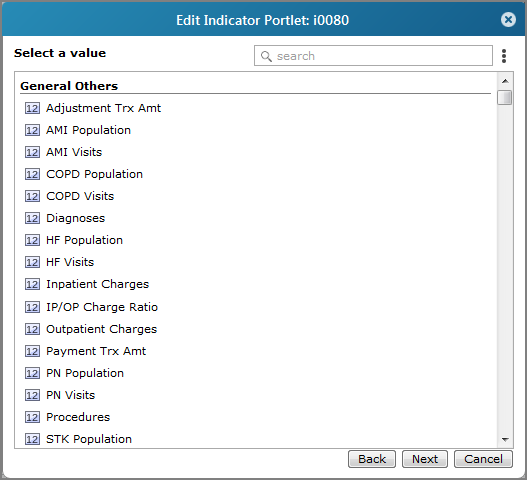 Edit Indicator Portlet: i0080
Select a value
search
General Others
12 Adjustment Trx Amt
12 AMI Population
12 AMI Visits
12 COPD Population
12 COPD Visits
12 Diagnoses
12 HF Population
12 HF Visits
12 Inpatient Charges
12 IP/OP Charge Ratio
12 Outpatient Charges
12 Payment Trx Amt
12 PN Population
12 PN Visits
12 Procedures
12 STK Population
Back Next Cancel